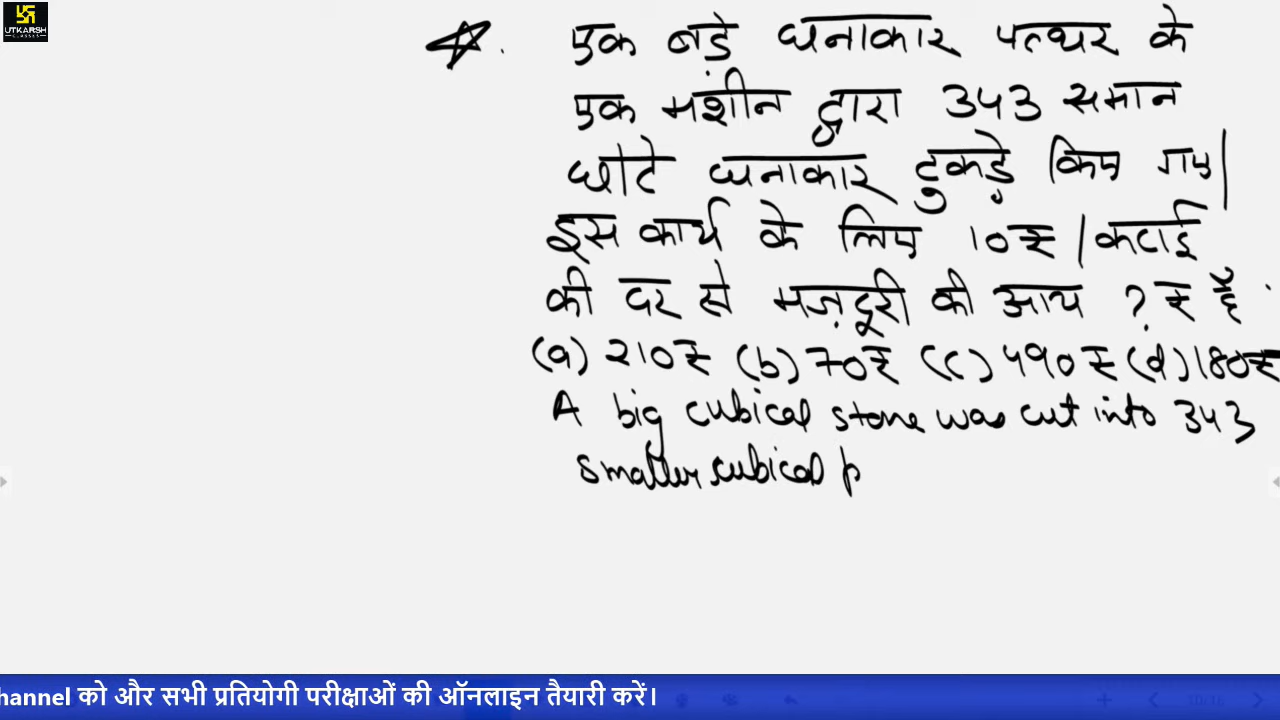 UTKARSH
CLASSES
एक बड़े घनाकार पत्थर के
एक मशीन द्वारा 343 समान
छोटे घनाकार टुकड़े किए गए|
इस कार्य के लिए 10₹ |कटाई
की दर से मज़दूरी की आय ? ₹ है
(a) 210₹ (b) 70₹ (c) 490₹ (d) 180₹
A big cubical stone was cut into 343
smaller cubical p
hannel को और सभी प्रतियोगी परीक्षाओं की ऑनलाइन तैयारी करें।